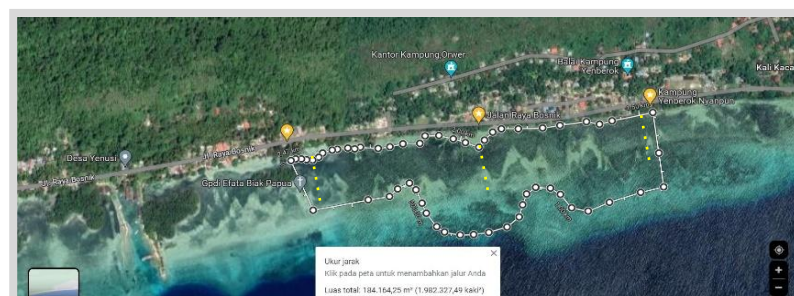 Kantor Kampung Orwer
Balai Kampung
Yenberok
Kali Kaca
Kampung
Yenberok Nyanpun
Jalan Raya Bosnik
Jl. Raya Bosnik
Desa Yenusi
Jl. Raya Bosnik
Gpdi Efata Biak Papua
Ukur jarak
Klik pada peta untuk menambahkan jalur Anda
Luas total: 184.164,25 m² (1.982.327,49 kaki²)